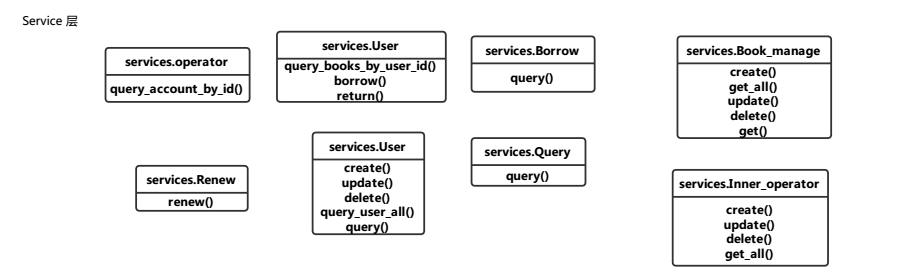 Service 层
services.operator
query_account_by_id()
services.User
query_books_by_user_id()
borrow()
return()
services.Borrow
query()
services.Book_manage
create()
get_all()
update()
delete()
get()
services.Renew
renew()
services.User
create()
update()
delete()
query_user_all()
query()
services.Query
query()
services.Inner_operator
create()
update()
delete()
get_all()